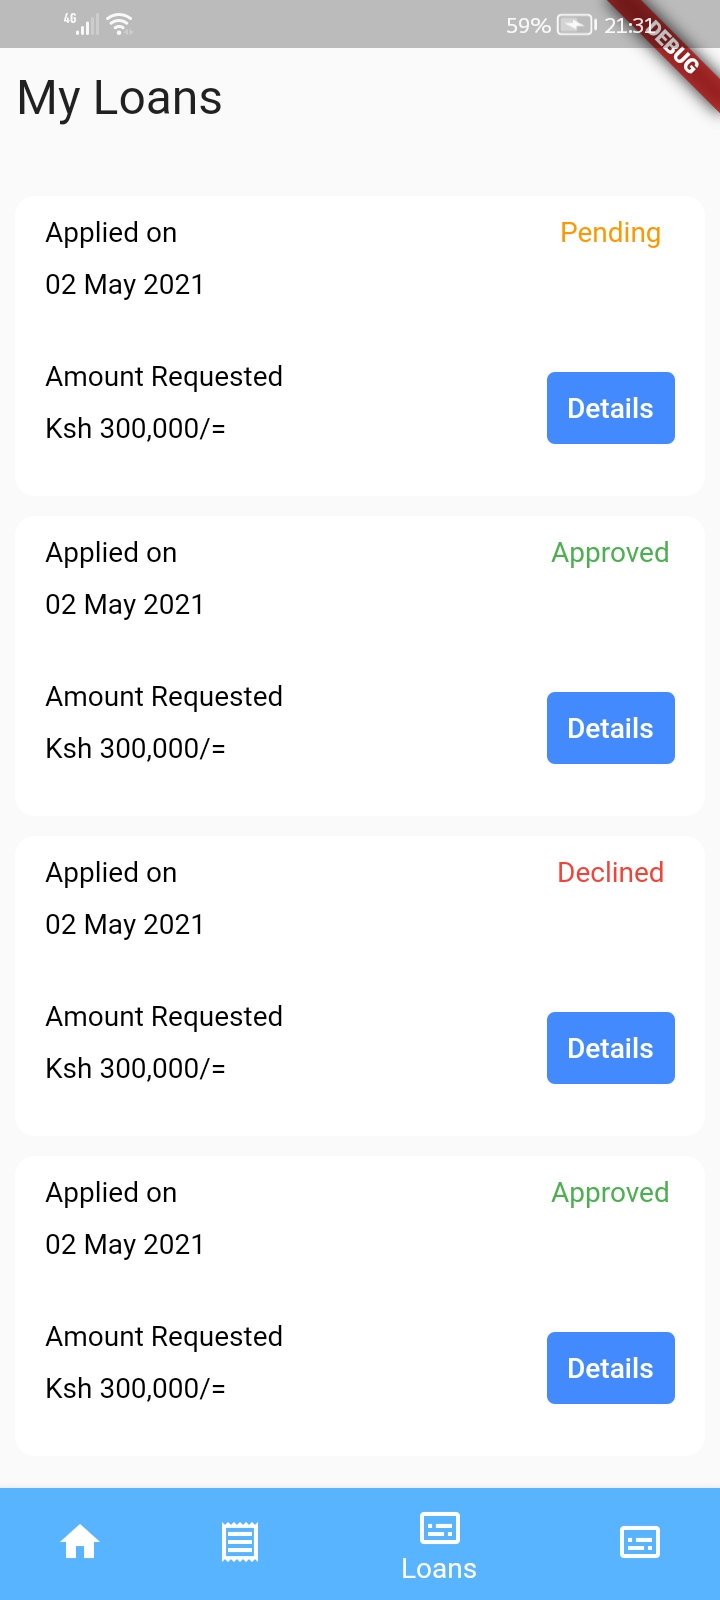 4G
59%
21:31
DEBUG
My Loans
Applied on
Pending
02 May 2021
Amount Requested
Details
Ksh 300,000/=
Applied on
Approved
02 May 2021
Amount Requested
Details
Ksh 300,000/=
Applied on
Declined
02 May 2021
Amount Requested
Details
Ksh 300,000/=
Applied on
Approved
02 May 2021
Amount Requested
Details
Ksh 300,000/=
Loans